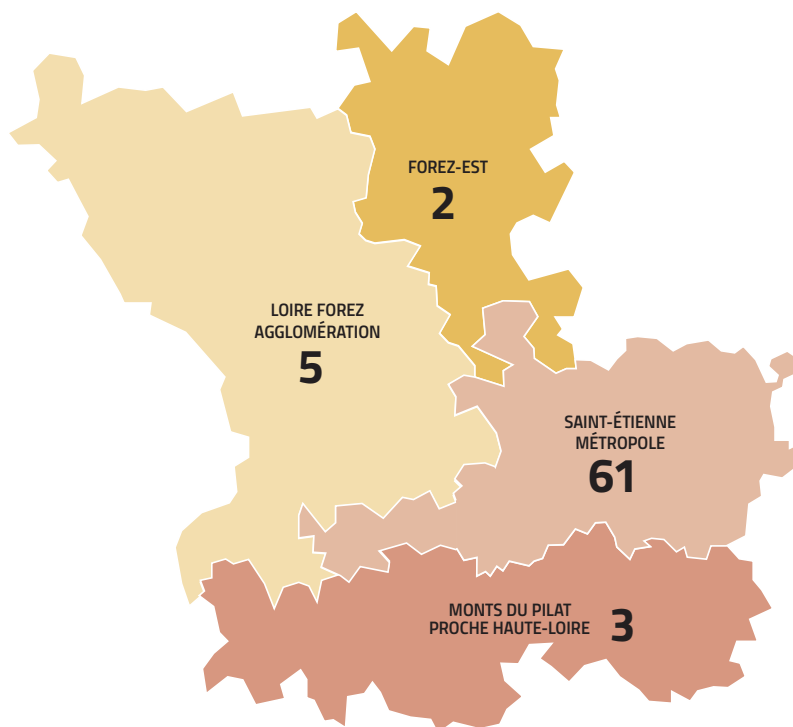 FOREZ-EST
2
LOIRE FOREZ
AGGLOMÉRATION
5
SAINT-ÉTIENNE
MÉTROPOLE
61
MONTS DU PILAT
PROCHE HAUTE-LOIRE
3